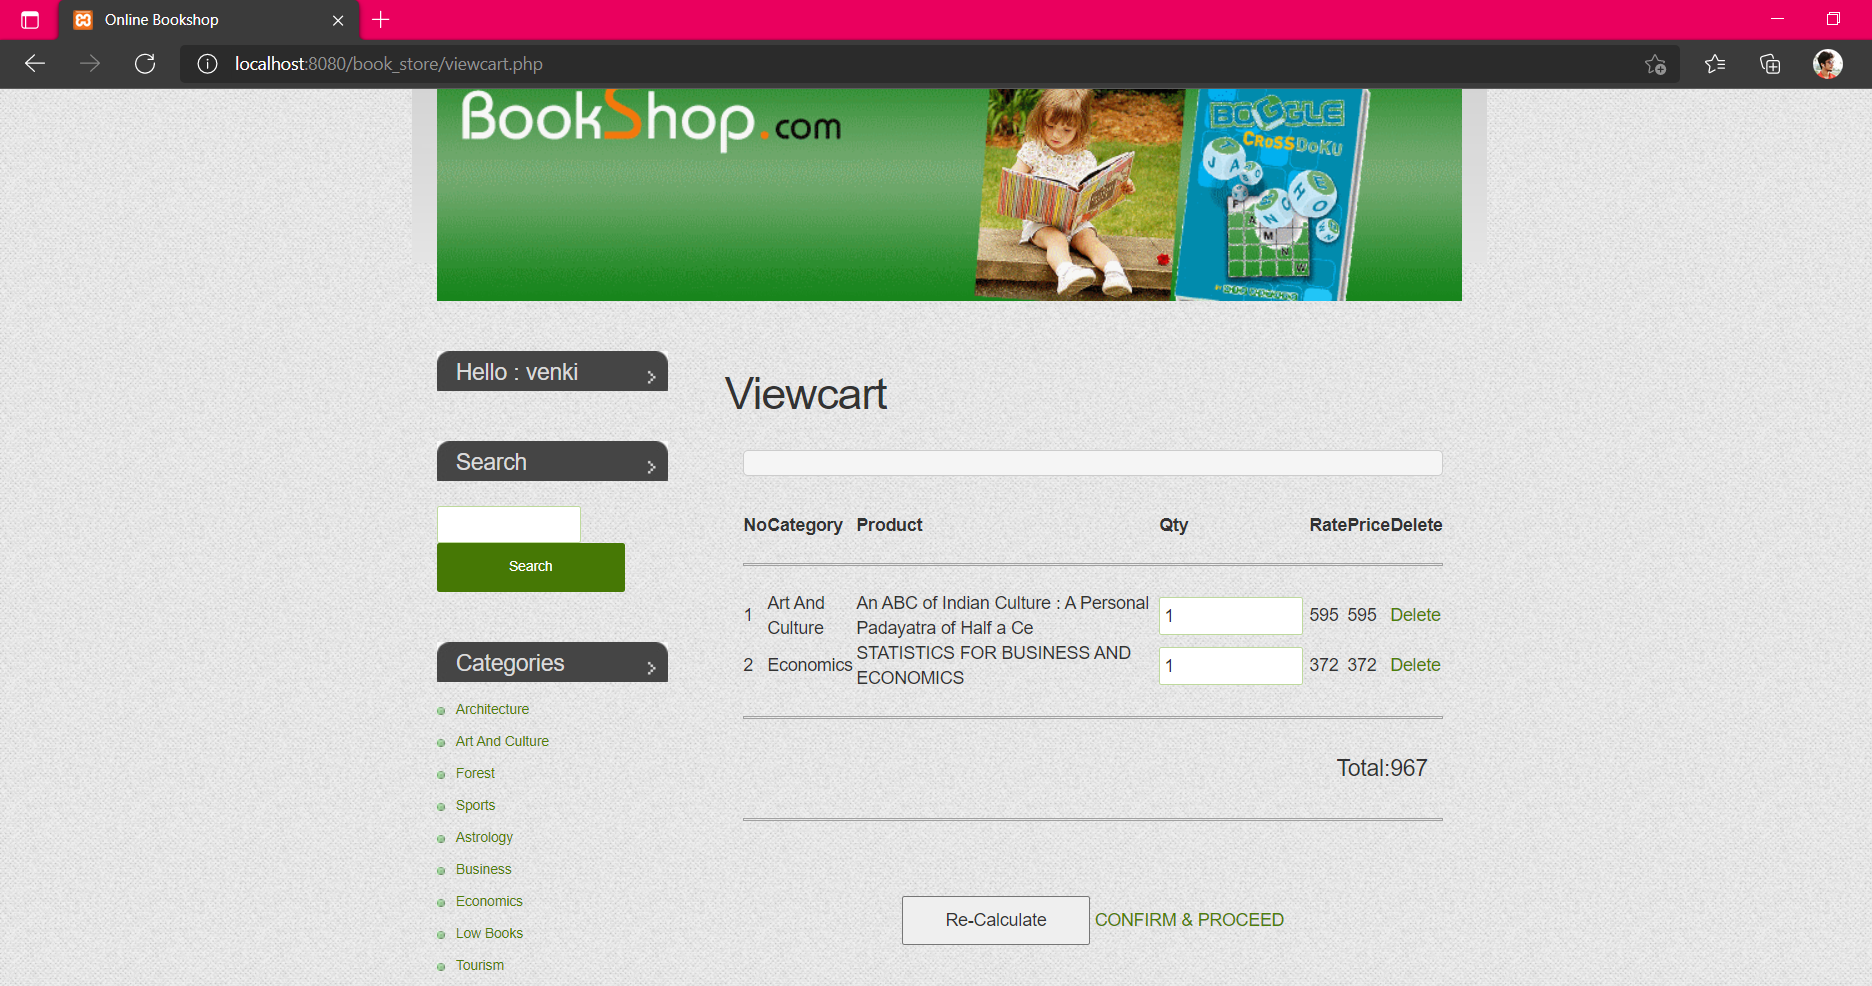 Online Bookshop
localhost:8080/book_store/viewcart.php
BookShop.com
BOGGLE
CROSSDOKU
Hello : venki
Viewcart
Search
Search
No Category Product Qty Rate Price Delete
1 Art And Culture An ABC of Indian Culture : A Personal Padayatra of Half a Ce 1 595 595 Delete
2 Economics STATISTICS FOR BUSINESS AND ECONOMICS 1 372 372 Delete
Total:967
Re-Calculate CONFIRM & PROCEED
Categories
Architecture
Art And Culture
Forest
Sports
Astrology
Business
Economics
Low Books
Tourism